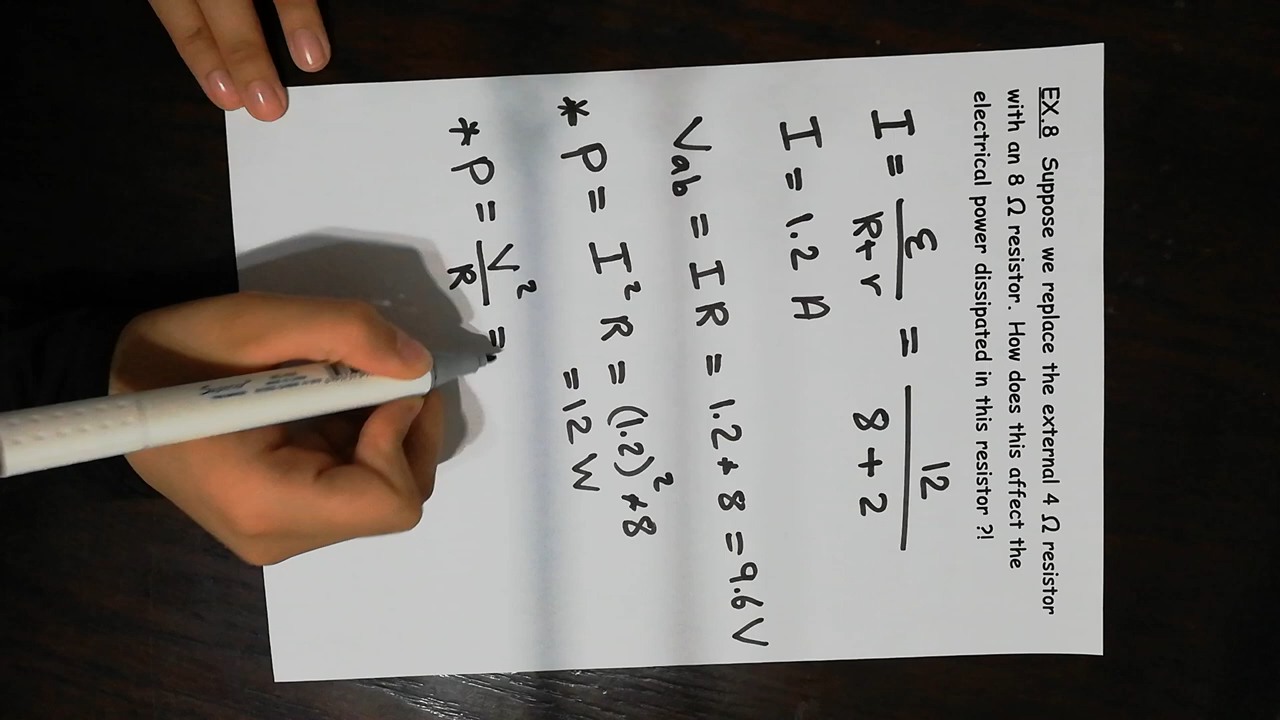 EX.8 Suppose we replace the external 4 Ω resistor
with an 8 Ω resistor. How does this affect the
electrical power dissipated in this resistor ?!
I = ε / R+r = 12 / 8 + 2
I = 1.2 A
Vab = I R = 1.2 * 8 = 9.6 V
* P = I² R = (1.2)² * 8
= 12 W
* P = V² / R =